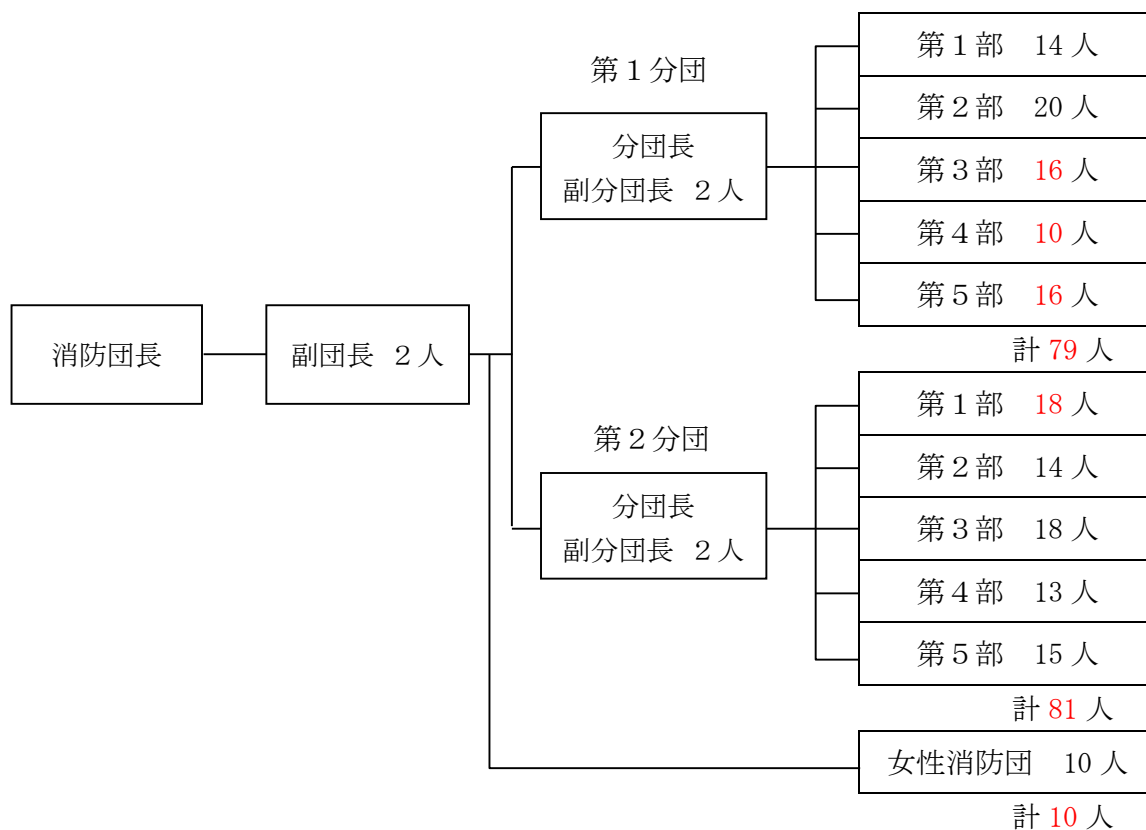 消防団長
副団長 ２人
第１分団
分団長
副分団長 ２人
第１部 14 人
第２部 20 人
第３部 16 人
第４部 10 人
第５部 16 人
計 79 人
第２分団
分団長
副分団長 ２人
第１部 18 人
第２部 14 人
第３部 18 人
第４部 13 人
第５部 15 人
計 81 人
女性消防団 10 人
計 10 人